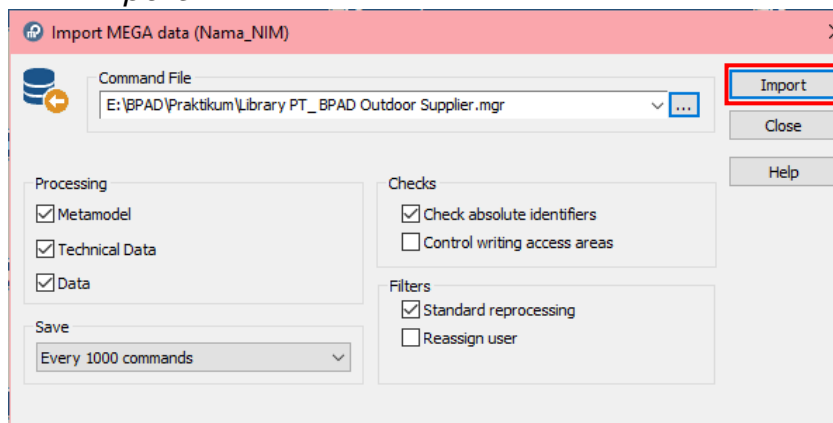 Import MEGA data (Nama_NIM)
Command File
E:\BPAD\Praktikum\Library PT_ BPAD Outdoor Supplier.mgr
...
Import
Close
Help
Processing
Metamodel
Technical Data
Data
Save
Every 1000 commands
Checks
Check absolute identifiers
Control writing access areas
Filters
Standard reprocessing
Reassign user